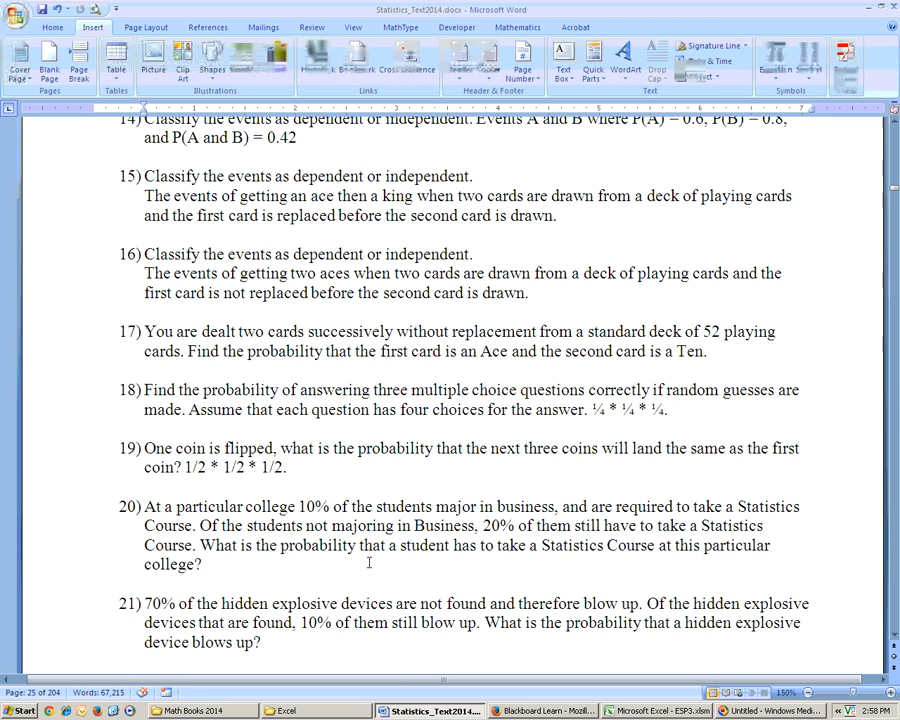 Statistics_Text2014.docx - Microsoft Word
Home Insert Page Layout References Mailings Review View MathType Developer Mathematics Acrobat
Signature Line
& Time
Cover Page Blank Page Page Break Table Picture Clip Art Shapes Cross-reference Page Number Text Box Quick Parts WordArt Drop Cap
Pages Tables Illustrations Links Header & Footer Text Symbols
1 2 3 4 5 6 7
14) Classify the events as dependent or independent. Events A and B where P(A) = 0.6, P(B) = 0.8,
and P(A and B) = 0.42
15) Classify the events as dependent or independent.
The events of getting an ace then a king when two cards are drawn from a deck of playing cards
and the first card is replaced before the second card is drawn.
16) Classify the events as dependent or independent.
The events of getting two aces when two cards are drawn from a deck of playing cards and the
first card is not replaced before the second card is drawn.
17) You are dealt two cards successively without replacement from a standard deck of 52 playing
cards. Find the probability that the first card is an Ace and the second card is a Ten.
18) Find the probability of answering three multiple choice questions correctly if random guesses are
made. Assume that each question has four choices for the answer. ¼ * ¼ * ¼.
19) One coin is flipped, what is the probability that the next three coins will land the same as the first
coin? 1/2 * 1/2 * 1/2.
20) At a particular college 10% of the students major in business, and are required to take a Statistics
Course. Of the students not majoring in Business, 20% of them still have to take a Statistics
Course. What is the probability that a student has to take a Statistics Course at this particular
college?
21) 70% of the hidden explosive devices are not found and therefore blow up. Of the hidden explosive
devices that are found, 10% of them still blow up. What is the probability that a hidden explosive
device blows up?
Page: 25 of 204 Words: 67,215 150%
Start Math Books 2014 Excel Statistics_Text2014.... Blackboard Learn - Mozil... Microsoft Excel - ESP3.xlsm Untitled - Windows Medi... 2:58 PM